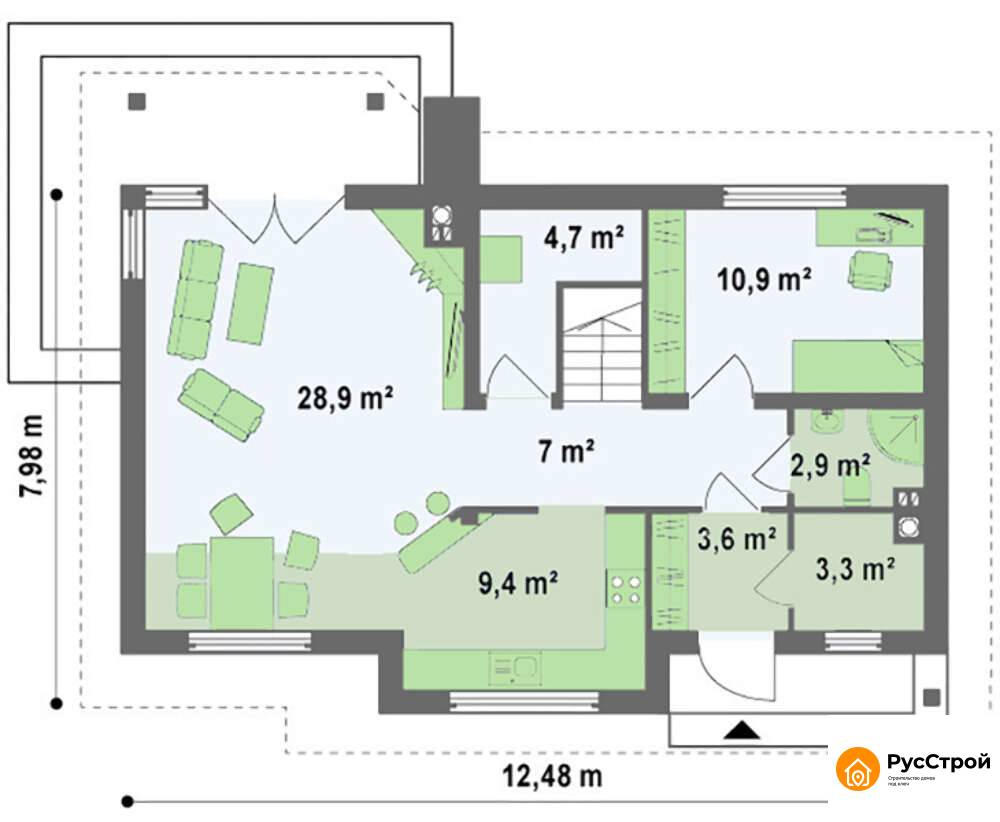 4,7 m²
10,9 m²
28,9 m²
7 m²
2,9 m²
7,98 m
3,6 m²
3,3 m²
9,4 m²
РусСтрой
Строительство домов
под ключ
12,48 m